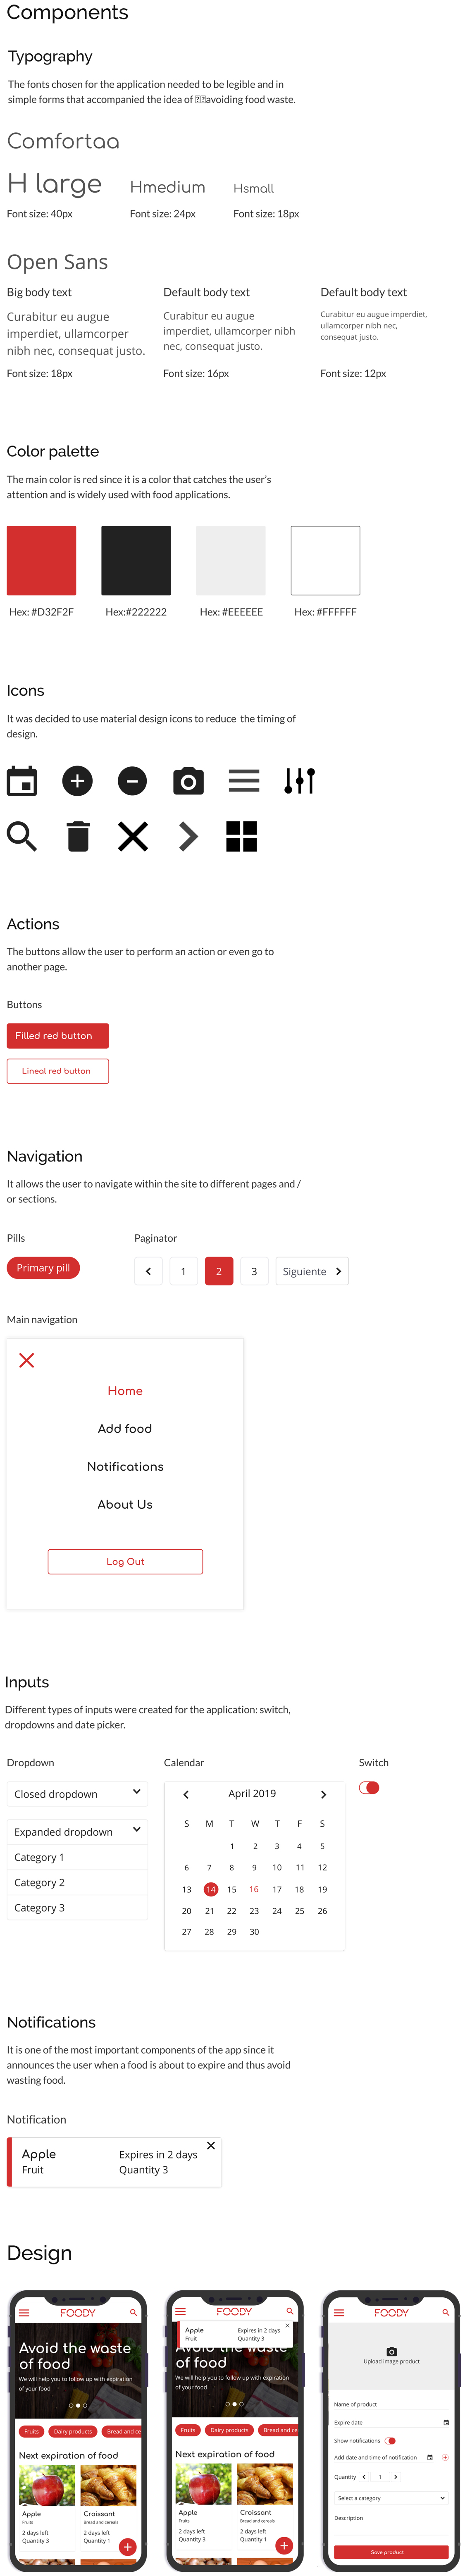 Components
Typography
The fonts chosen for the application needed to be legible and in
simple forms that accompanied the idea of avoiding food waste.
Comfortaa
H large
Hmedium
Hsmall
Font size: 40px
Font size: 24px
Font size: 18px
Open Sans
Big body text
Default body text
Default body text
Curabitur eu augue
imperdiet, ullamcorper
nibh nec, consequat justo.
Curabitur eu augue
imperdiet, ullamcorper nibh
nec, consequat justo.
Curabitur eu augue imperdiet,
ullamcorper nibh nec,
consequat justo.
Font size: 18px
Font size: 16px
Font size: 12px
Color palette
The main color is red since it is a color that catches the user's
attention and is widely used with food applications.
Hex: #D32F2F
Hex:#222222
Hex: #EEEEEE
Hex: #FFFFFF
Icons
It was decided to use material design icons to reduce the timing of
design.
Actions
The buttons allow the user to perform an action or even go to
another page.
Buttons
Filled red button
Lineal red button
Navigation
It allows the user to navigate within the site to different pages and /
or sections.
Pills
Paginator
Primary pill
1 2 3 Siguiente
Main navigation
Home
Add food
Notifications
About Us
Log Out
Inputs
Different types of inputs were created for the application: switch,
dropdowns and date picker.
Dropdown
Calendar
Switch
Closed dropdown
Expanded dropdown
Category 1
Category 2
Category 3
April 2019
S M T W T F S
1 2 3 4 5
6 7 8 9 10 11 12
13 14 15 16 17 18 19
20 21 22 23 24 25 26
27 28 29 30
Notifications
It is one of the most important components of the app since it
announces the user when a food is about to expire and thus avoid
wasting food.
Notification
Apple
Fruit
Expires in 2 days
Quantity 3
Design
FOODY
Avoid the waste
of food
We will help you to follow up with expiration
of your food
Fruits
Dairy products
Bread and ce
Next expiration of food
Apple
Fruits
2 days left
Quantity 3
Croissant
Bread and cereals
2 days left
Quantity 1
FOODY
Apple
Fruit
Expires in 2 days
Quantity 3
Avoid the waste
of food
We will help you to follow up with expiration
of your food
Fruits
Dairy products
Bread and ce
Next expiration of food
Apple
Fruits
2 days left
Quantity 3
Croissant
Bread and cereals
2 days left
Quantity 1
FOODY
Upload image product
Name of product
Expire date
Show notifications
Add date and time of notification
Quantity 1
Select a category
Description
Save product